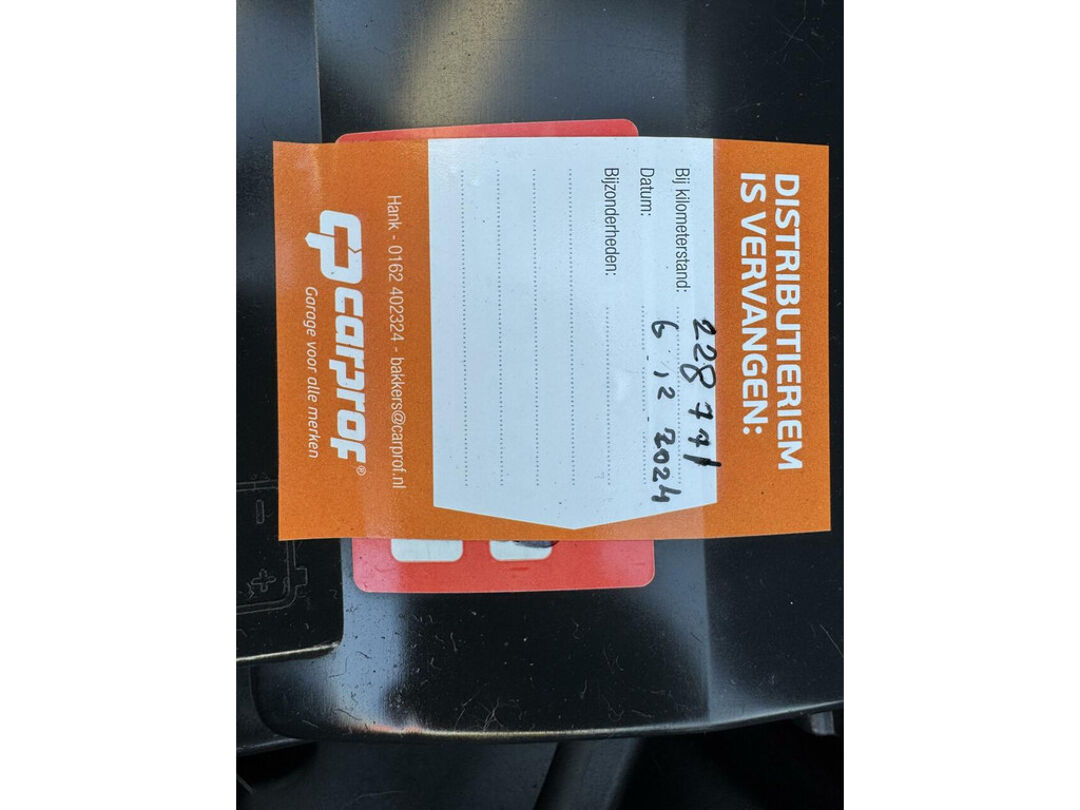 DISTRIBUTIERIEM
IS VERVANGEN:
Bij kilometerstand: 228 741
Datum: 6 12 2024
Bijzonderheden:
Hank - 0162 402324 - bakkers@carprof.nl
CP carprof®
Garage voor alle merken